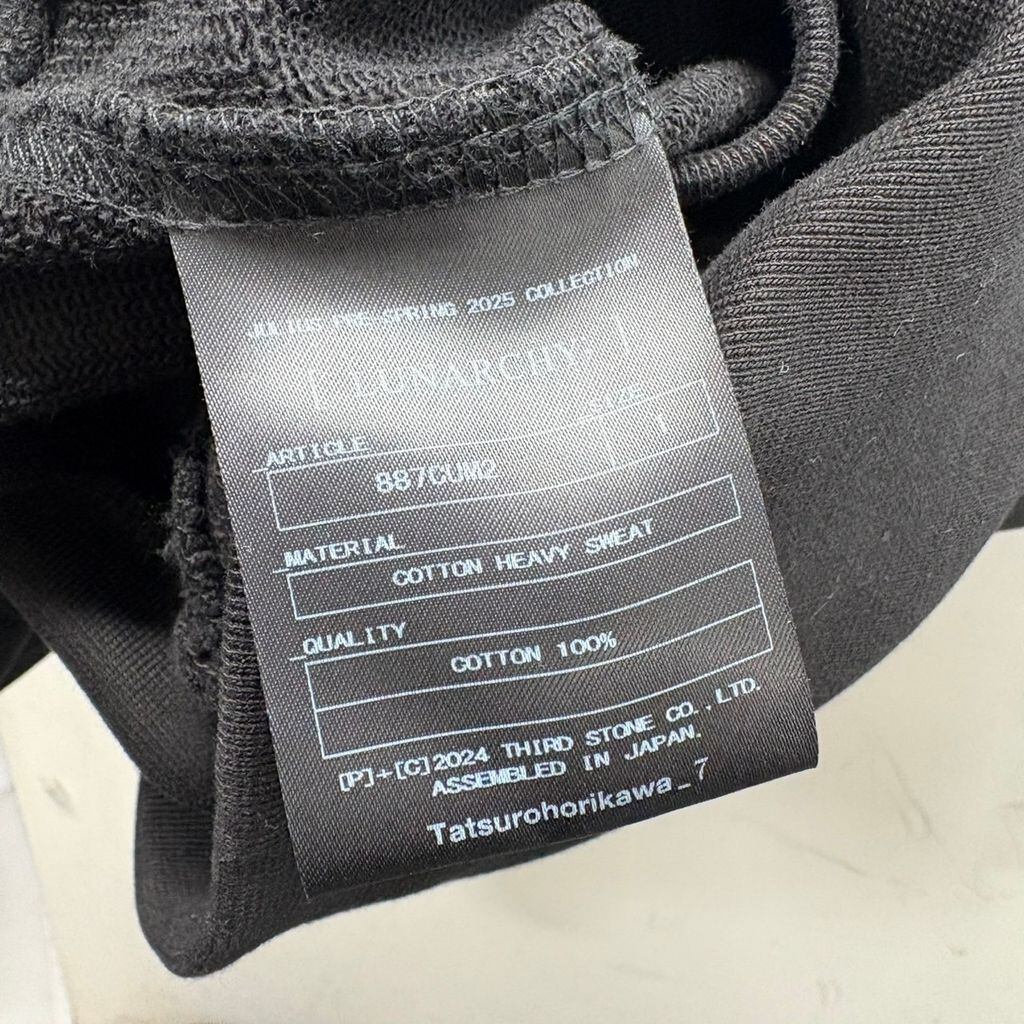 JULIUS PRE-SPRING 2025 COLLECTION
[ LUNARCHY; ]
ARTICLE SIZE
887CUM2 1
MATERIAL
COTTON HEAVY SWEAT
QUALITY
COTTON 100%
[P]+[C]2024 THIRD STONE CO.,LTD.
ASSEMBLED IN JAPAN.
Tatsurohorikawa_7